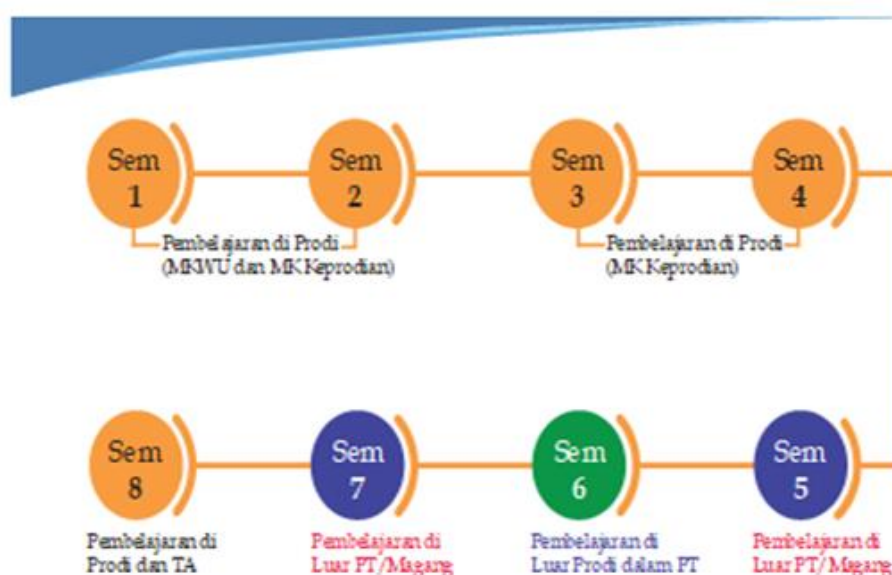 Sem
1
Sem
2
Sem
3
Sem
4
Pembelajaran di Prodi
(MKWU dan MK Keprodian)
Pembelajaran di Prodi
(MK Keprodian)
Sem
8
Sem
7
Sem
6
Sem
5
Pembelajaran di
Prodi dan TA
Pembelajaran di
Luar PT/Magang
Pembelajaran di
Luar Prodi dalam PT
Pembelajaran di
Luar PT/Magang